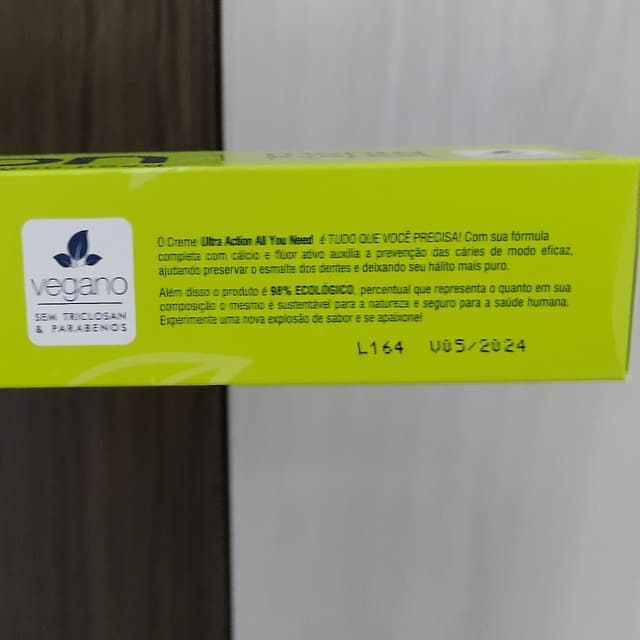 vegano
SEM TRICLOSAN
& PARABENOS
O Creme Ultra Action All You Need é TUDO QUE VOCÊ PRECISA! Com sua fórmula
completa com cálcio e flúor ativo auxilia a prevenção das cáries de modo eficaz,
ajudando preservar o esmalte dos dentes e deixando seu hálito mais puro.
Além disso o produto é 98% ECOLÓGICO, percentual que representa o quanto em sua
composição o mesmo é sustentável para a natureza e seguro para a saúde humana.
Experimente uma nova explosão de sabor e se apaixone!
L164 V05/2024